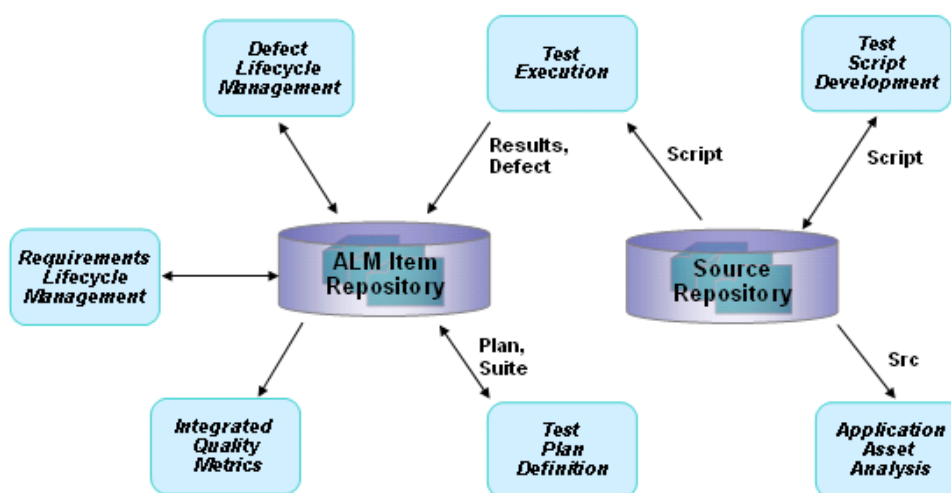 Defect
Lifecycle
Management
Test
Execution
Test
Script
Development
Results,
Defect
Script
Script
Requirements
Lifecycle
Management
ALM Item
Repository
Source
Repository
Plan,
Suite
Src
Integrated
Quality
Metrics
Test
Plan
Definition
Application
Asset
Analysis